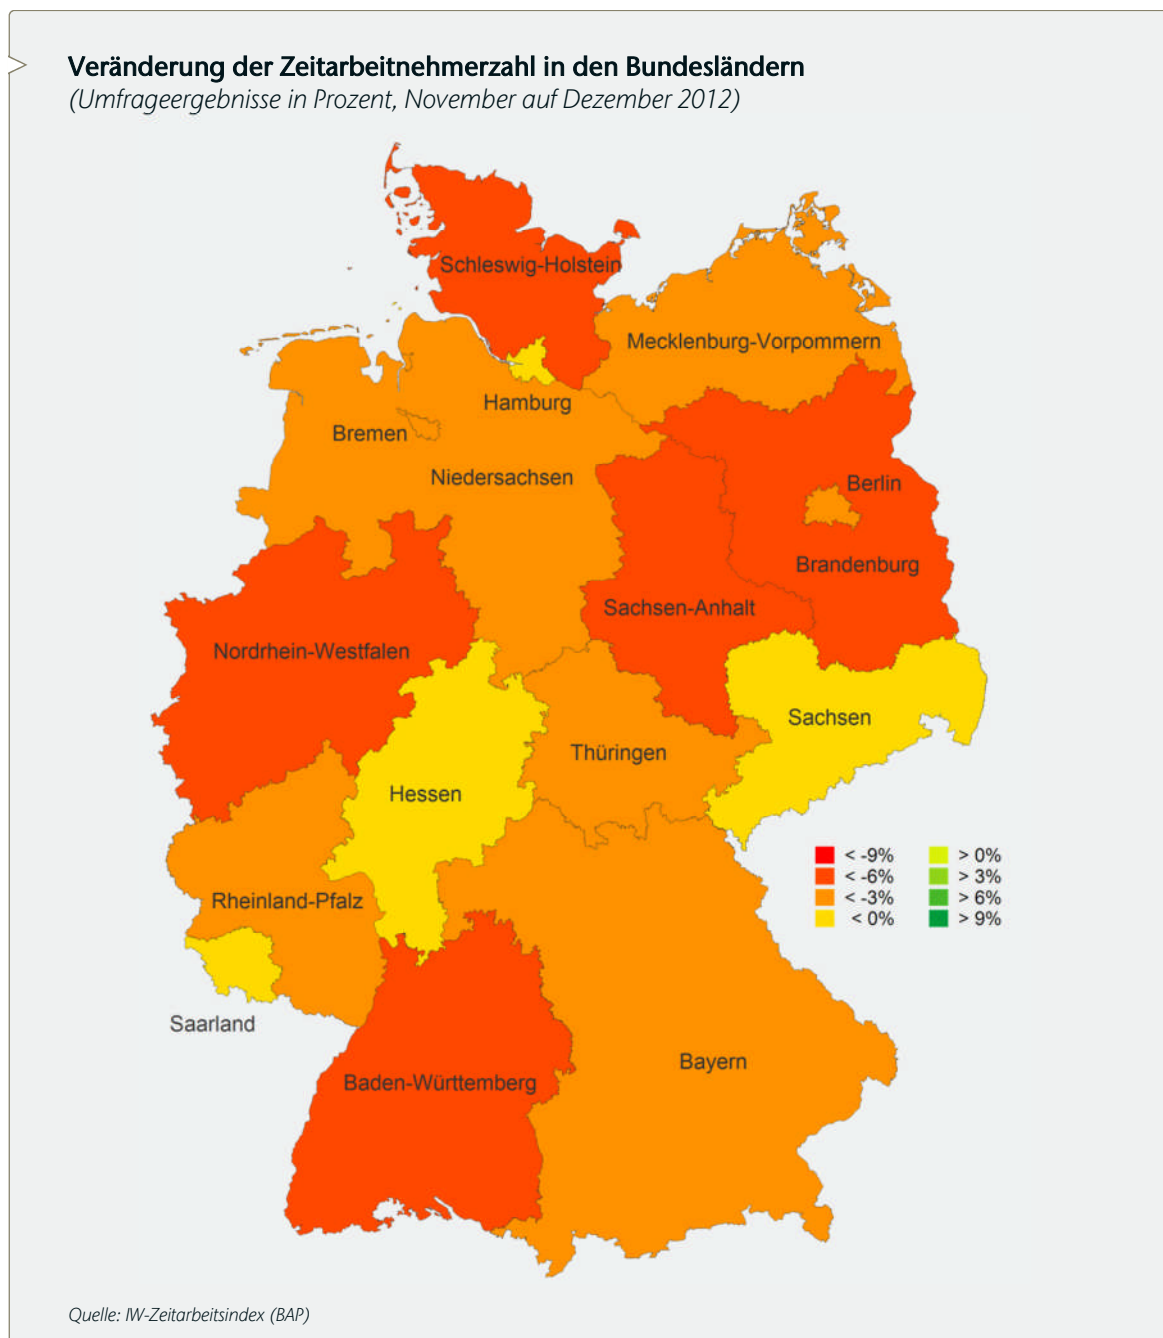 Veränderung der Zeitarbeitnehmerzahl in den Bundesländern
(Umfrageergebnisse in Prozent, November auf Dezember 2012)
Schleswig-Holstein
Mecklenburg-Vorpommern
Hamburg
Bremen
Niedersachsen
Berlin
Brandenburg
Sachsen-Anhalt
Nordrhein-Westfalen
Sachsen
Thüringen
Hessen
< -9% > 0%
< -6% > 3%
< -3% > 6%
< 0% > 9%
Rheinland-Pfalz
Saarland
Bayern
Baden-Württemberg
Quelle: IW-Zeitarbeitsindex (BAP)